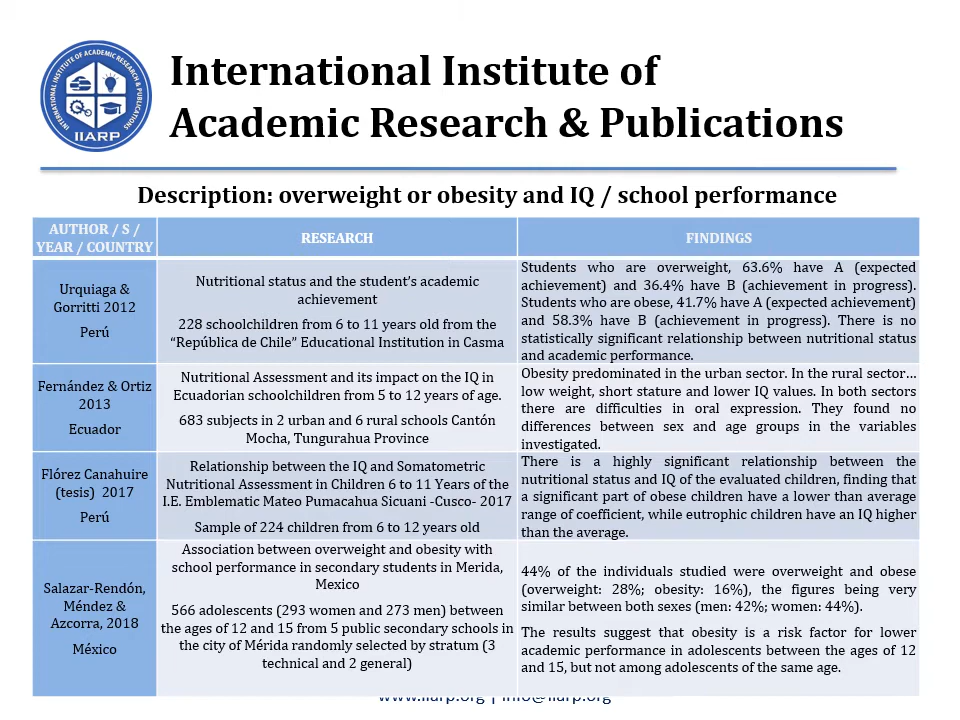 INTERNATIONAL INSTITUTE OF ACADEMIC RESEARCH & PUBLICATIONS
IIARP
International Institute of
Academic Research & Publications
Description: overweight or obesity and IQ / school performance
AUTHOR / S /
YEAR / COUNTRY
RESEARCH
FINDINGS
Urquiaga &
Gorritti 2012
Perú
Nutritional status and the student’s academic
achievement
228 schoolchildren from 6 to 11 years old from the
“República de Chile” Educational Institution in Casma
Students who are overweight, 63.6% have A (expected
achievement) and 36.4% have B (achievement in progress).
Students who are obese, 41.7% have A (expected achievement)
and 58.3% have B (achievement in progress). There is no
statistically significant relationship between nutritional status
and academic performance.
Fernández & Ortiz
2013
Ecuador
Nutritional Assessment and its impact on the IQ in
Ecuadorian schoolchildren from 5 to 12 years of age.
683 subjects in 2 urban and 6 rural schools Cantón
Mocha, Tungurahua Province
Obesity predominated in the urban sector. In the rural sector…
low weight, short stature and lower IQ values. In both sectors
there are difficulties in oral expression. They found no
differences between sex and age groups in the variables
investigated.
Flórez Canahuire
(tesis) 2017
Perú
Relationship between the IQ and Somatometric
Nutritional Assessment in Children 6 to 11 Years of the
I.E. Emblematic Mateo Pumacahua Sicuani -Cusco- 2017
Sample of 224 children from 6 to 12 years old
There is a highly significant relationship between the
nutritional status and IQ of the evaluated children, finding that
a significant part of obese children have a lower than average
range of coefficient, while eutrophic children have an IQ higher
than the average.
Salazar-Rendón,
Méndez &
Azcorra, 2018
México
Association between overweight and obesity with
school performance in secondary students in Merida,
Mexico
566 adolescents (293 women and 273 men) between
the ages of 12 and 15 from 5 public secondary schools in
the city of Mérida randomly selected by stratum (3
technical and 2 general)
44% of the individuals studied were overweight and obese
(overweight: 28%; obesity: 16%), the figures being very
similar between both sexes (men: 42%; women: 44%).
The results suggest that obesity is a risk factor for lower
academic performance in adolescents between the ages of 12
and 15, but not among adolescents of the same age.
www.iiarp.org | info@iiarp.org